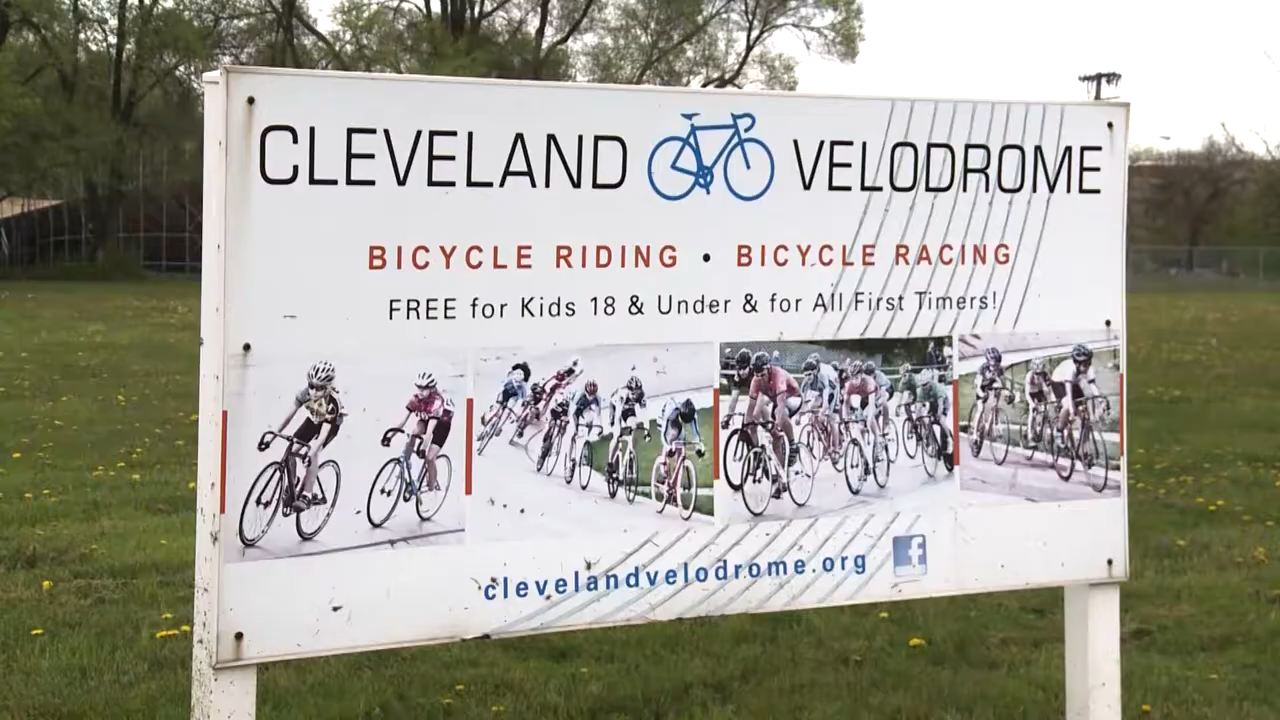 CLEVELAND VELODROME
BICYCLE RIDING • BICYCLE RACING
FREE for Kids 18 & Under & for All First Timers!
clevelandvelodrome.org f